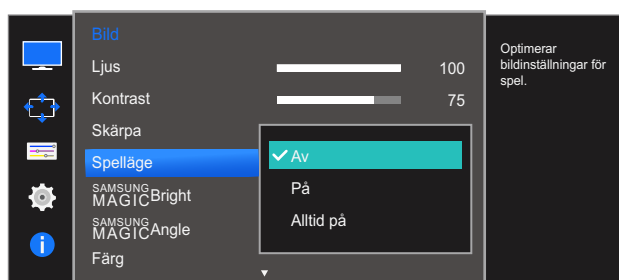 Bild
Ljus 100
Kontrast 75
Skärpa
Spelläge
SAMSUNG
MAGICBright
SAMSUNG
MAGICAngle
Färg
Av
På
Alltid på
Optimerar
bildinställningar för
spel.